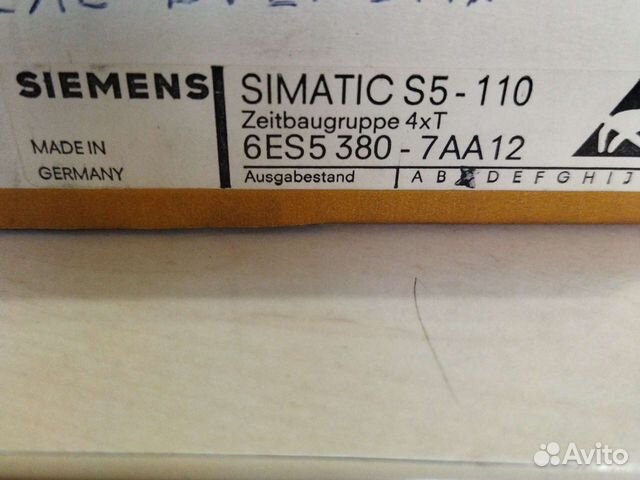 SIEMENS
SIMATIC S5-110
Zeitbaugruppe 4xT
MADE IN
GERMANY
6ES5 380-7AA12
Ausgabestand A B D E F G H I J
Avito